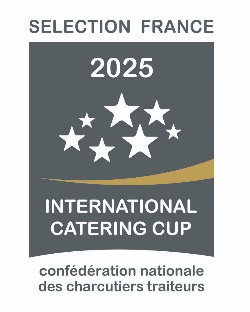 SELECTION FRANCE
2025
INTERNATIONAL
CATERING CUP
confédération nationale
des charcutiers traiteurs